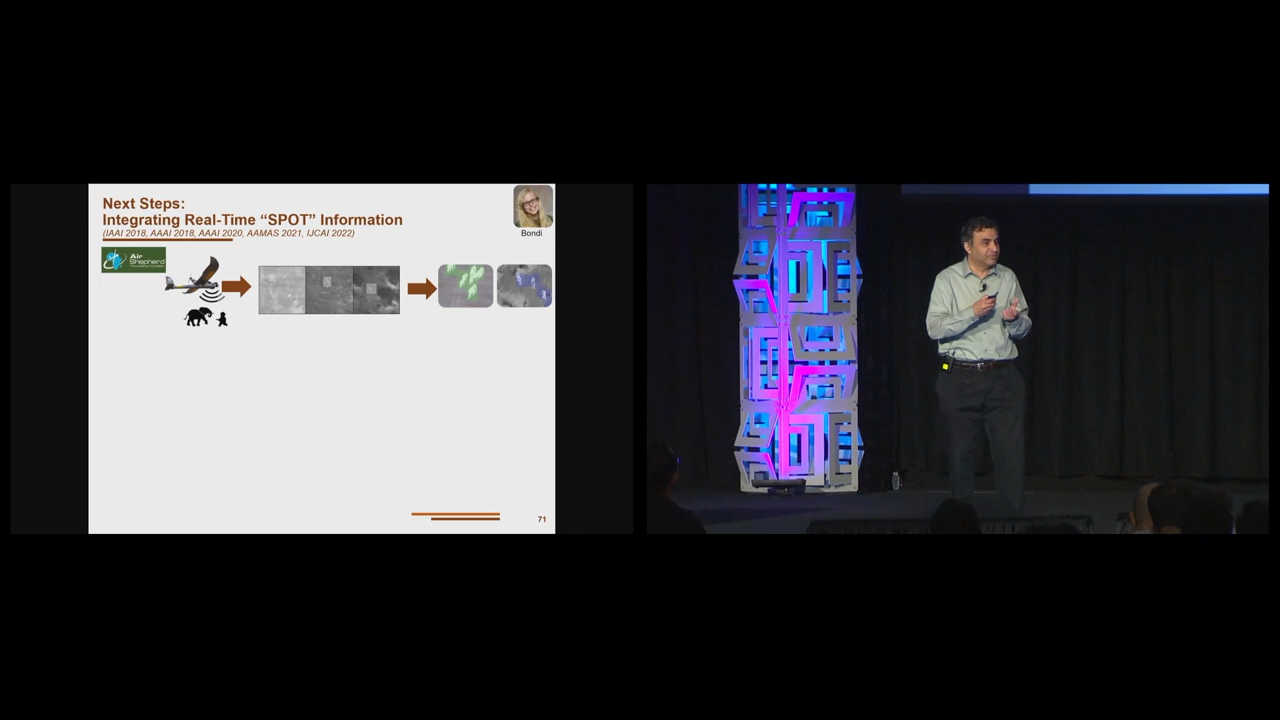 Next Steps:
Integrating Real-Time “SPOT” Information
(IAAI 2018, AAAI 2018, AAAI 2020, AAMAS 2021, IJCAI 2022)
Bondi
Air
Shepherd
71